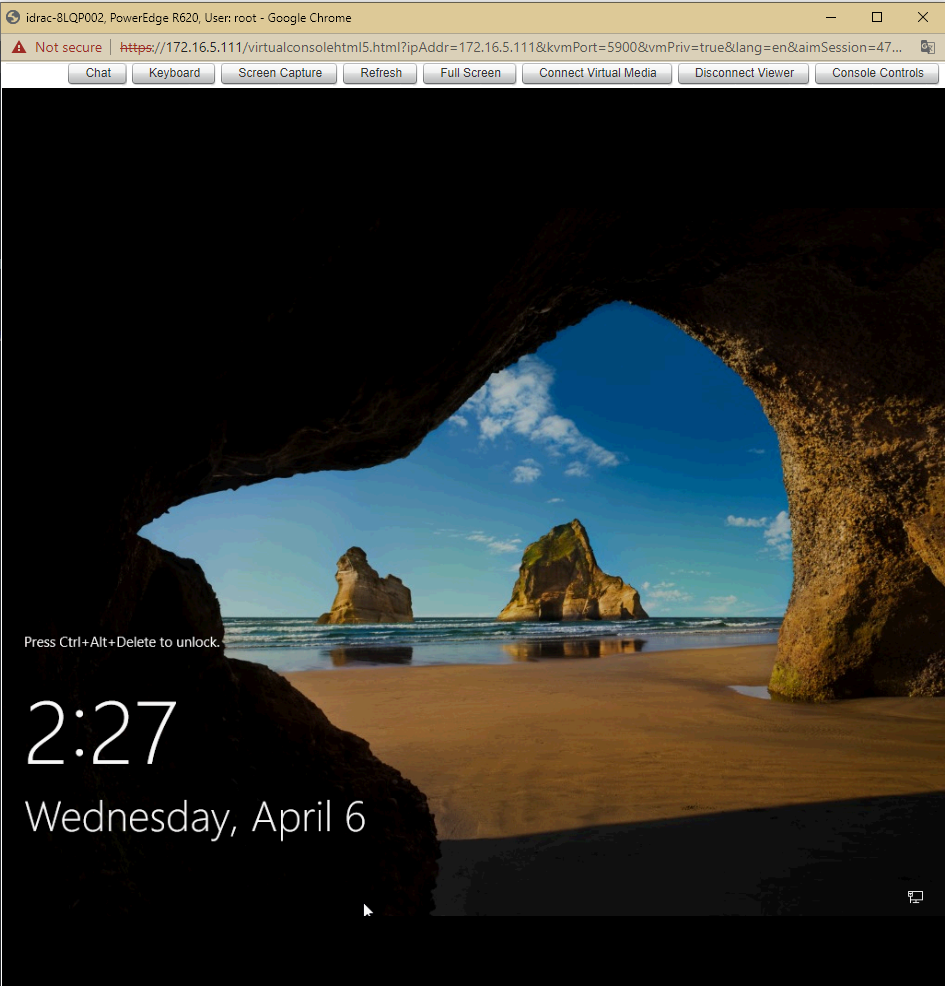 idrac-8LQP002, PowerEdge R620, User: root - Google Chrome
Not secure | https://172.16.5.111/virtualconsolehtml5.html?ipAddr=172.16.5.111&kvmPort=5900&vmPriv=true&lang=en&aimSession=47...
Chat Keyboard Screen Capture Refresh Full Screen Connect Virtual Media Disconnect Viewer Console Controls
Press Ctrl+Alt+Delete to unlock.
2:27
Wednesday, April 6